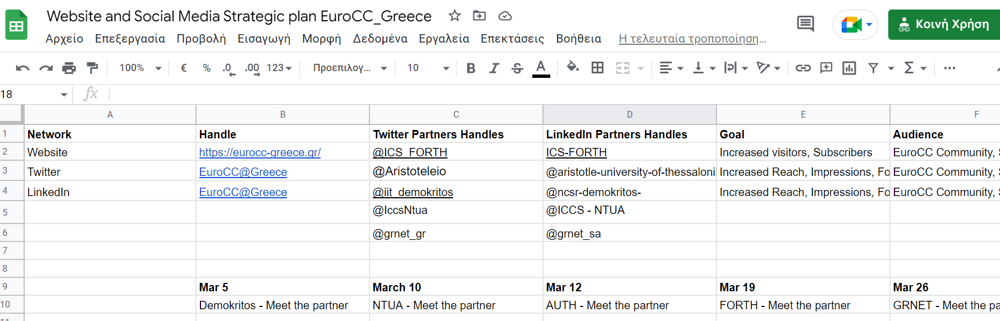 Website and Social Media Strategic plan EuroCC_Greece
Αρχείο Επεξεργασία Προβολή Εισαγωγή Μορφή Δεδομένα Εργαλεία Επεκτάσεις Βοήθεια Η τελευταία τροποποίηση…
Κοινή Χρήση
100% € % .0 .00 123 Προεπιλογ… 10 B I S A
18 fx
A B C D E F
1 Network Handle Twitter Partners Handles LinkedIn Partners Handles Goal Audience
2 Website https://eurocc-greece.gr/ @ICS_FORTH ICS-FORTH Increased visitors, Subscribers EuroCC Community,
3 Twitter EuroCC@Greece @Aristoteleio @aristotle-university-of-thessaloni Increased Reach, Impressions, Fo EuroCC Community,
4 LinkedIn EuroCC@Greece @iit_demokritos @ncsr-demokritos- Increased Reach, Impressions, Fo EuroCC Community,
5 @IccsNtua @ICCS - NTUA
6 @grnet_gr @grnet_sa
7
8
9 Mar 5 March 10 Mar 12 Mar 19 Mar 26
10 Demokritos - Meet the partner NTUA - Meet the partner AUTH - Meet the partner FORTH - Meet the partner GRNET - Meet the pa